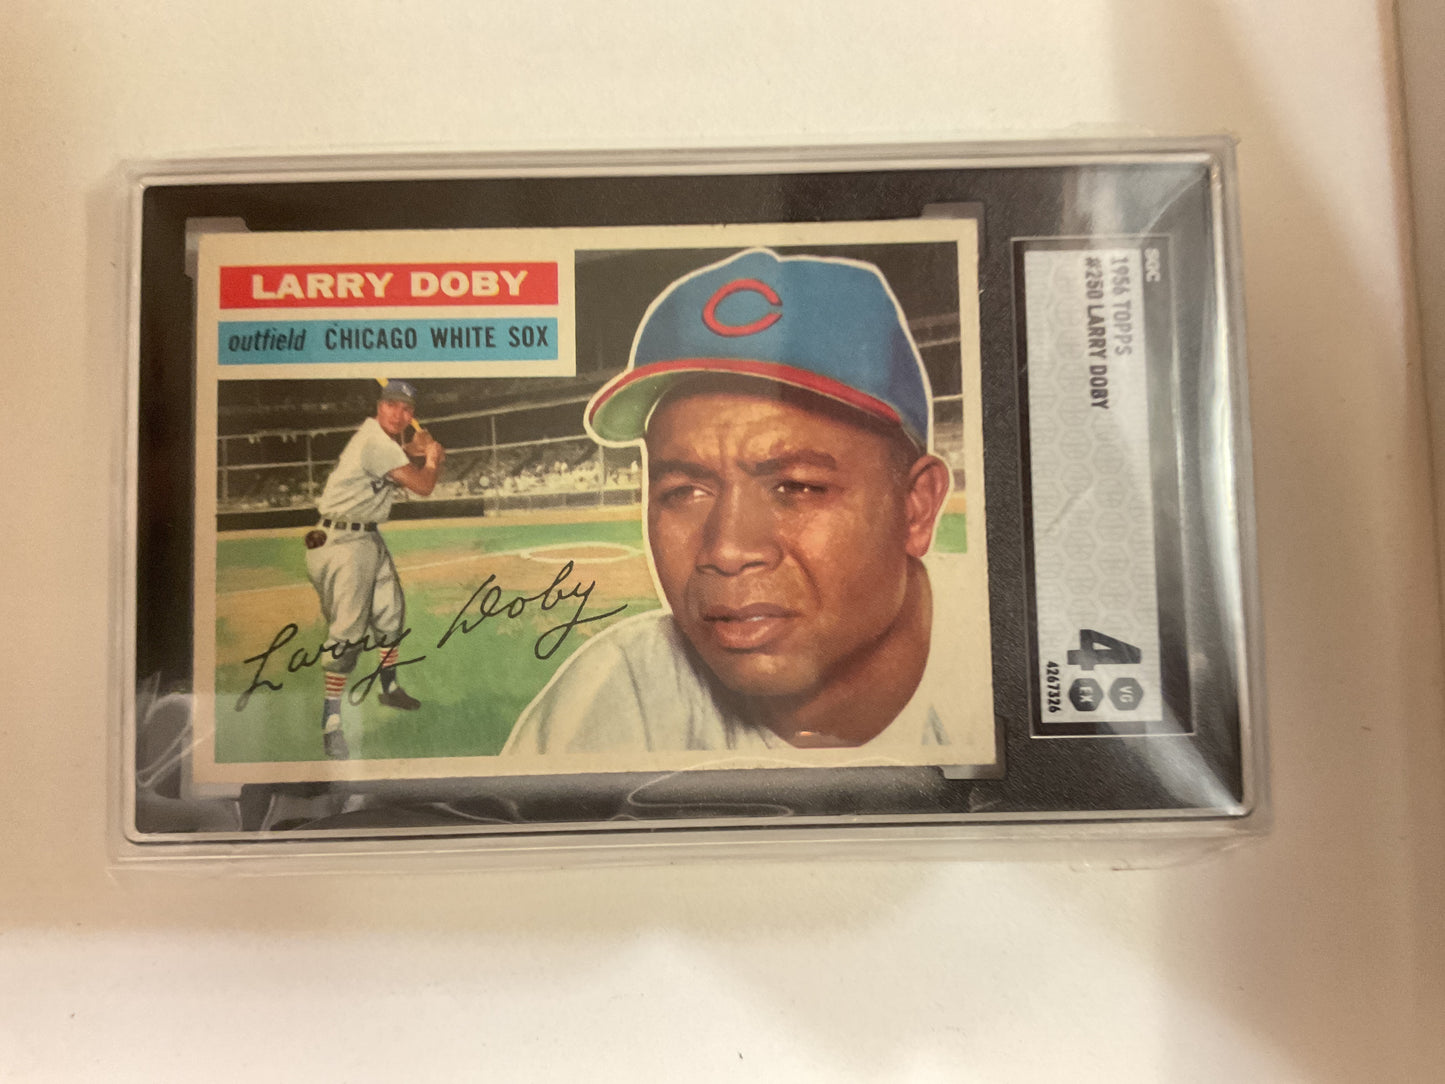 LARRY DOBY
outfield CHICAGO WHITE SOX
C
Larry Doby
SGC
1956 TOPPS
#250 LARRY DOBY
4
VG
EX
4267326